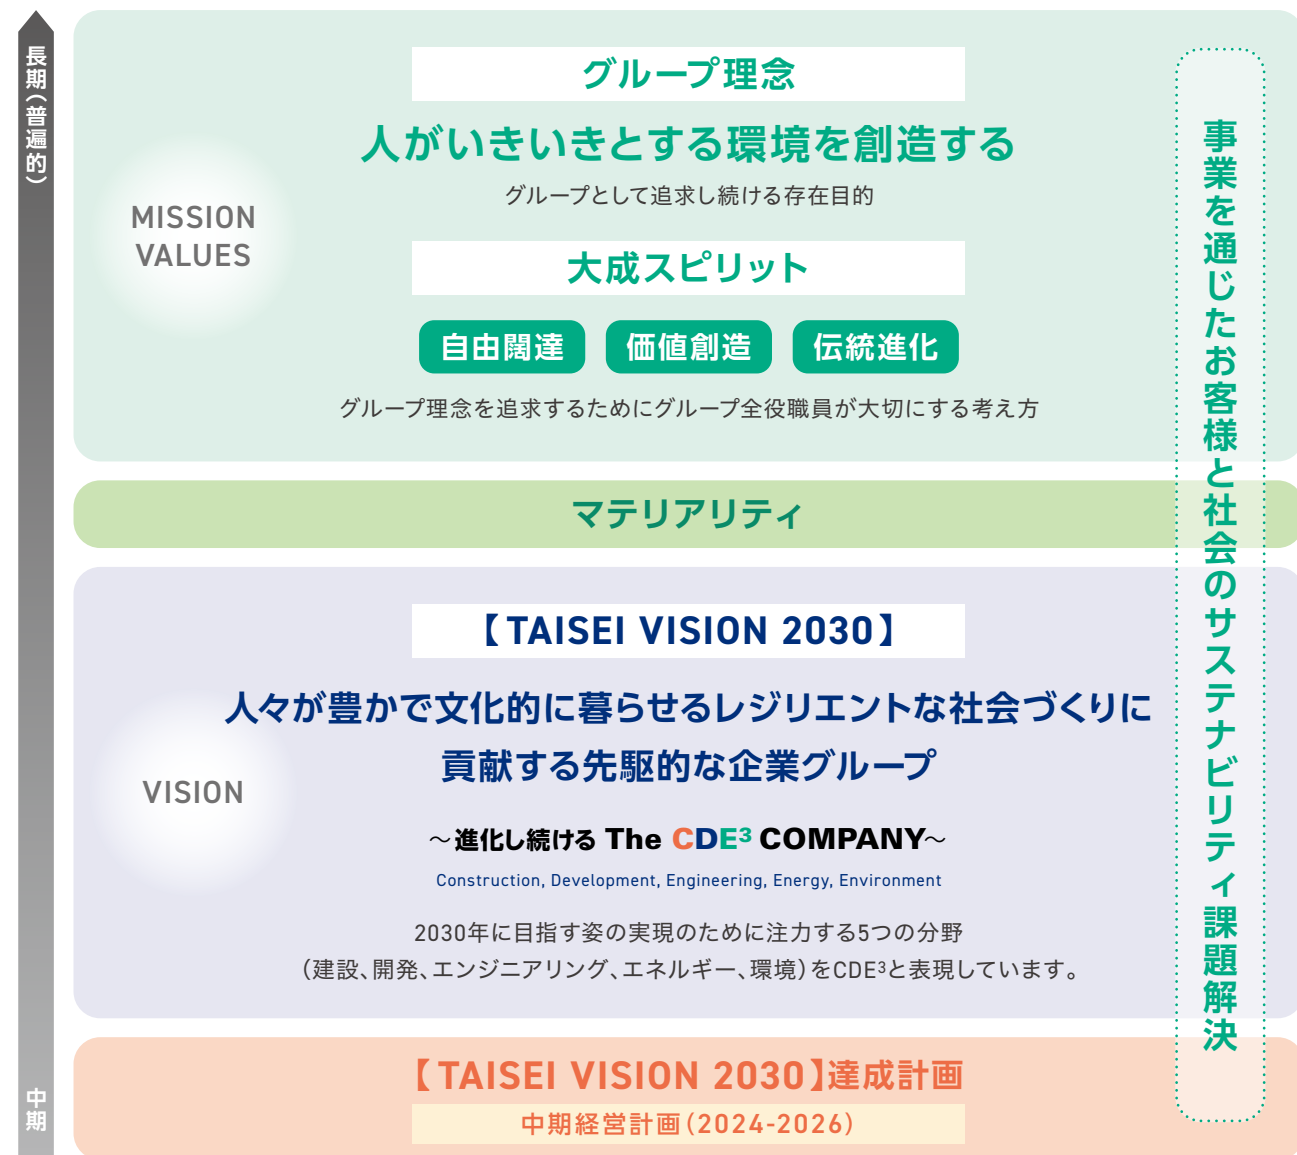 長期（普遍的）
グループ理念
人がいきいきとする環境を創造する
グループとして追求し続ける存在目的
MISSION
VALUES
大成スピリット
自由闊達 価値創造 伝統進化
グループ理念を追求するためにグループ全役職員が大切にする考え方
マテリアリティ
【TAISEI VISION 2030】
人々が豊かで文化的に暮らせるレジリエントな社会づくりに
貢献する先駆的な企業グループ
VISION
～進化し続ける The CDE³ COMPANY～
Construction, Development, Engineering, Energy, Environment
2030年に目指す姿の実現のために注力する5つの分野
（建設、開発、エンジニアリング、エネルギー、環境）をCDE³と表現しています。
中期
【TAISEI VISION 2030】達成計画
中期経営計画（2024-2026）
事業を通じたお客様と社会のサステナビリティ課題解決